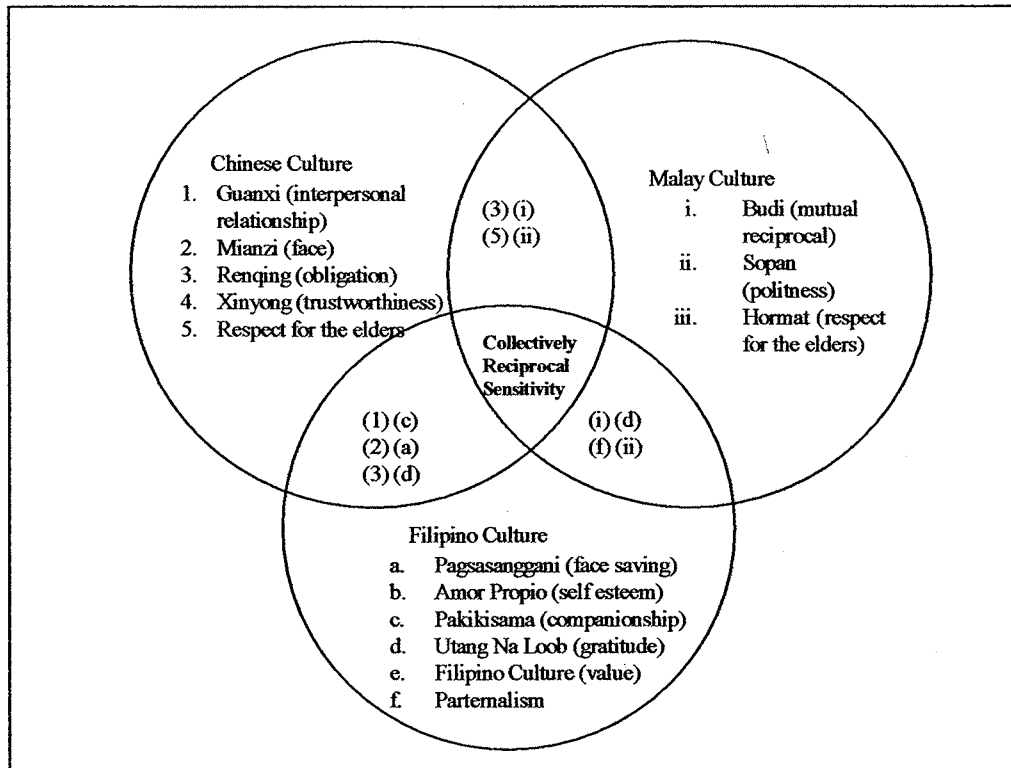 Chinese Culture
1. Guanxi (interpersonal
relationship)
2. Mianzi (face)
3. Renqing (obligation)
4. Xinyong (trustworthiness)
5. Respect for the elders
(3) (i)
(5) (ii)
Malay Culture
i. Budi (mutual
reciprocal)
ii. Sopan
(politness)
iii. Hormat (respect
for the elders)
Collectively
Reciprocal
Sensitivity
(1) (c)
(2) (a)
(3) (d)
(i) (d)
(f) (ii)
Filipino Culture
a. Pagsasanggani (face saving)
b. Amor Propio (self esteem)
c. Pakikisama (companionship)
d. Utang Na Loob (gratitude)
e. Filipino Culture (value)
f. Parternalism